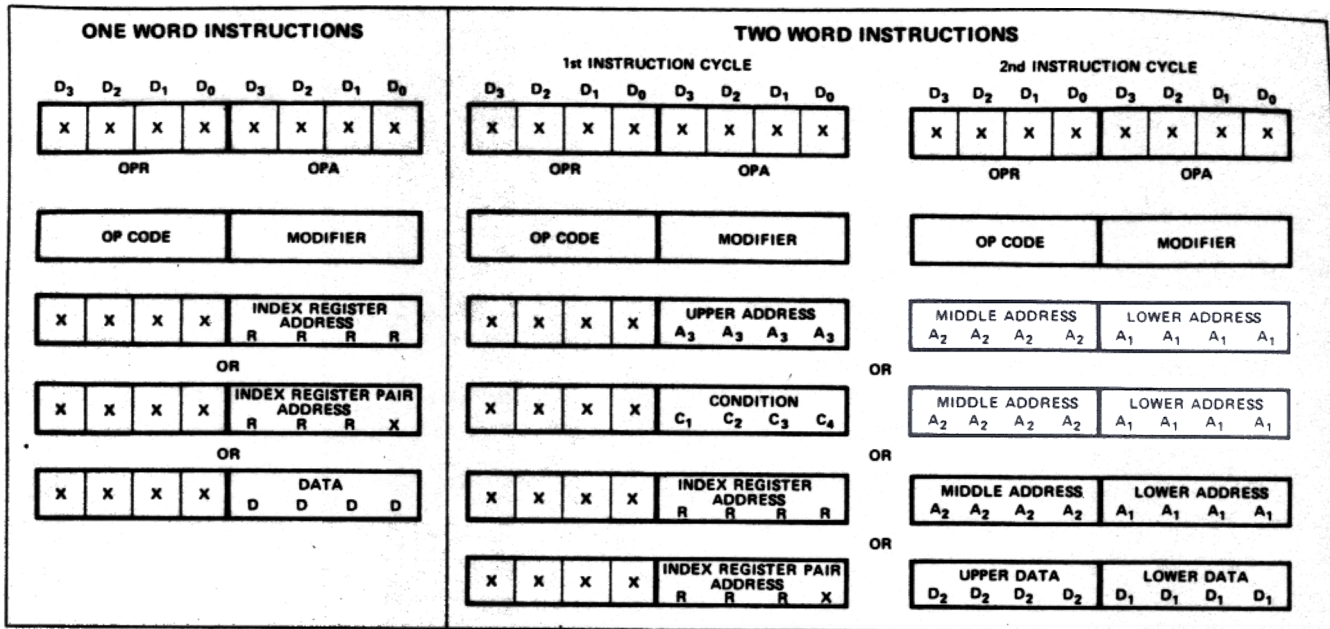 ONE WORD INSTRUCTIONS
D3 D2 D1 D0 D3 D2 D1 D0
X X X X X X X X
OPR OPA
OP CODE MODIFIER
X X X X INDEX REGISTER
ADDRESS
R R R R
OR
X X X X INDEX REGISTER PAIR
ADDRESS
R R R X
OR
X X X X DATA
D D D D
TWO WORD INSTRUCTIONS
1st INSTRUCTION CYCLE 2nd INSTRUCTION CYCLE
D3 D2 D1 D0 D3 D2 D1 D0 D3 D2 D1 D0 D3 D2 D1 D0
X X X X X X X X X X X X X X X X
OPR OPA OPR OPA
OP CODE MODIFIER OP CODE MODIFIER
X X X X UPPER ADDRESS MIDDLE ADDRESS LOWER ADDRESS
A3 A3 A3 A3 A2 A2 A2 A2 A1 A1 A1 A1
OR
X X X X CONDITION MIDDLE ADDRESS LOWER ADDRESS
C1 C2 C3 C4 A2 A2 A2 A2 A1 A1 A1 A1
OR
X X X X INDEX REGISTER MIDDLE ADDRESS LOWER ADDRESS
ADDRESS
R R R R A2 A2 A2 A2 A1 A1 A1 A1
OR
X X X X INDEX REGISTER PAIR UPPER DATA LOWER DATA
ADDRESS
R R R X D2 D2 D2 D2 D1 D1 D1 D1